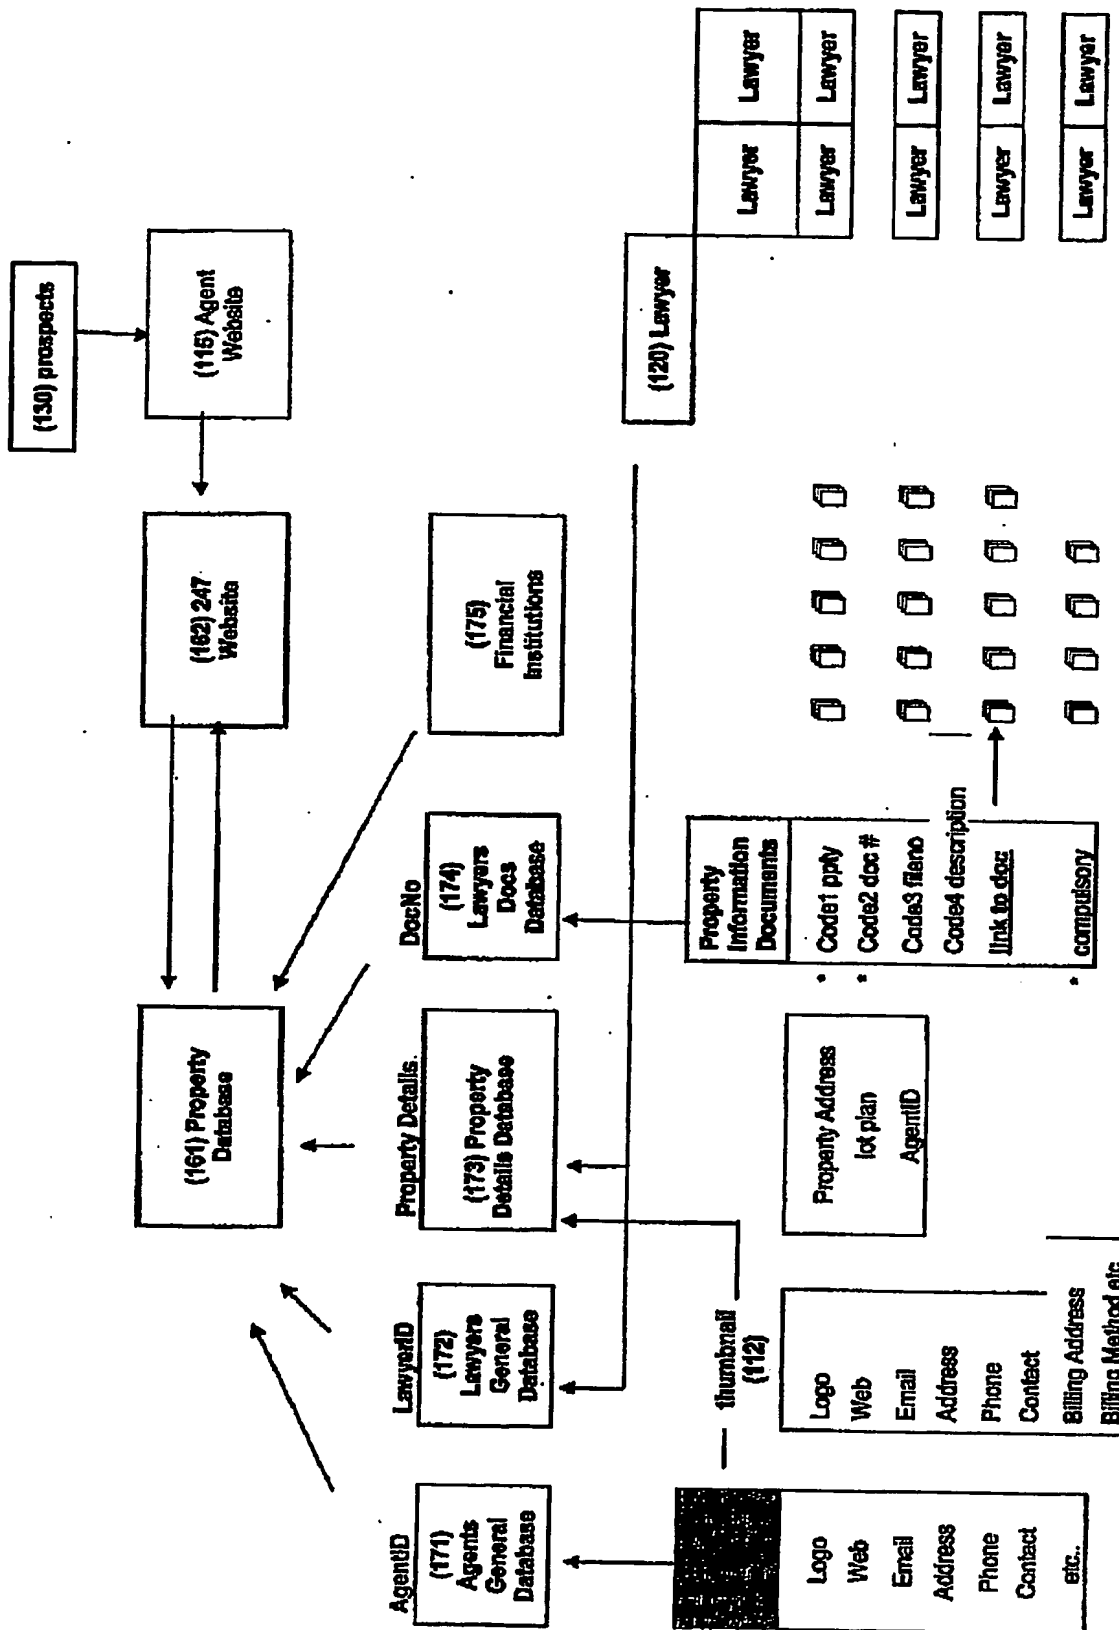 (130) prospects
(115) Agent
Website
(162) 247
Website
(161) Property
Database
AgentID
(171)
Agents
General
Database
LawyerID
(172)
Lawyers
General
Database
Property Details
(173) Property
Details Database
DocNo
(174)
Lawyers
Docs
Database
(175)
Financial
Institutions
(120) Lawyer
Lawyer
Lawyer
Lawyer
Lawyer
Lawyer
Lawyer
Lawyer
Lawyer
Lawyer
Lawyer
thumbnail
(112)
Logo
Web
Email
Address
Phone
Contact
etc..
Logo
Web
Email
Address
Phone
Contact
Billing Address
Billing Method etc
Property Address
lot plan
AgentID
Property
Information
Documents
* Code1 ppty
* Code2 doc #
Code3 fileno
Code4 description
link to doc
* compulsory